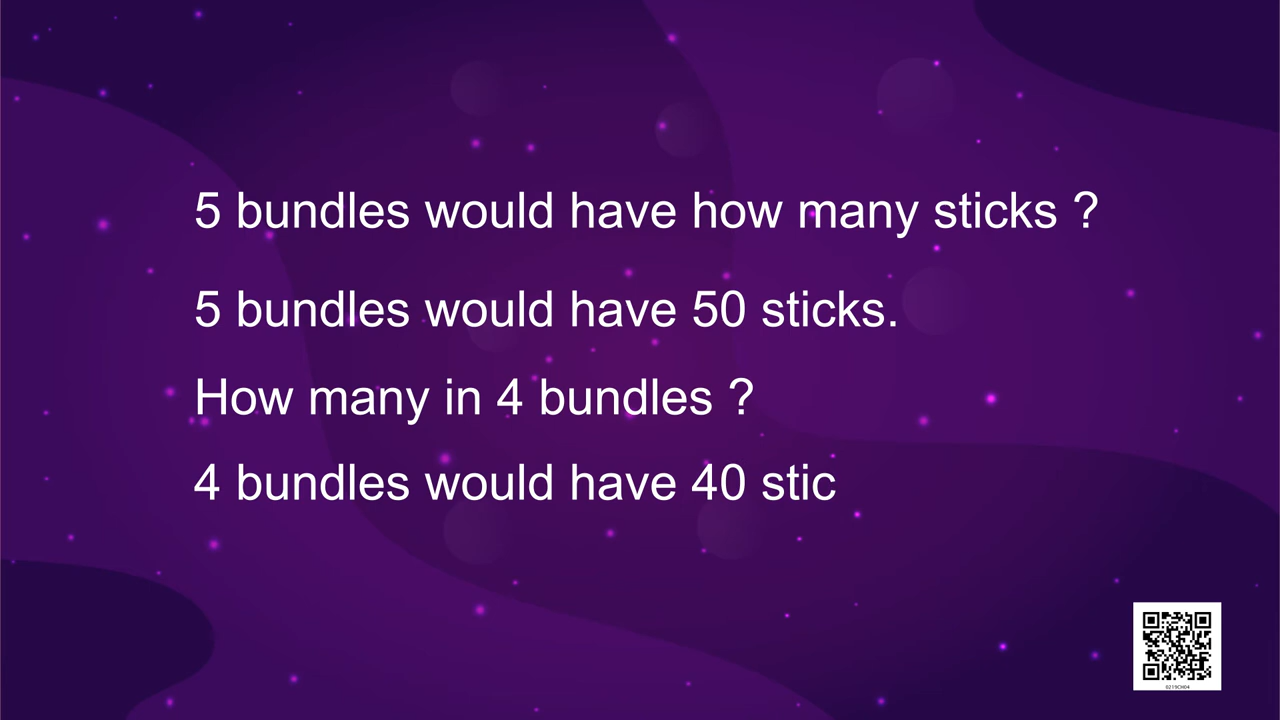 5 bundles would have how many sticks ?
5 bundles would have 50 sticks.
How many in 4 bundles ?
4 bundles would have 40 stic
0219CH04